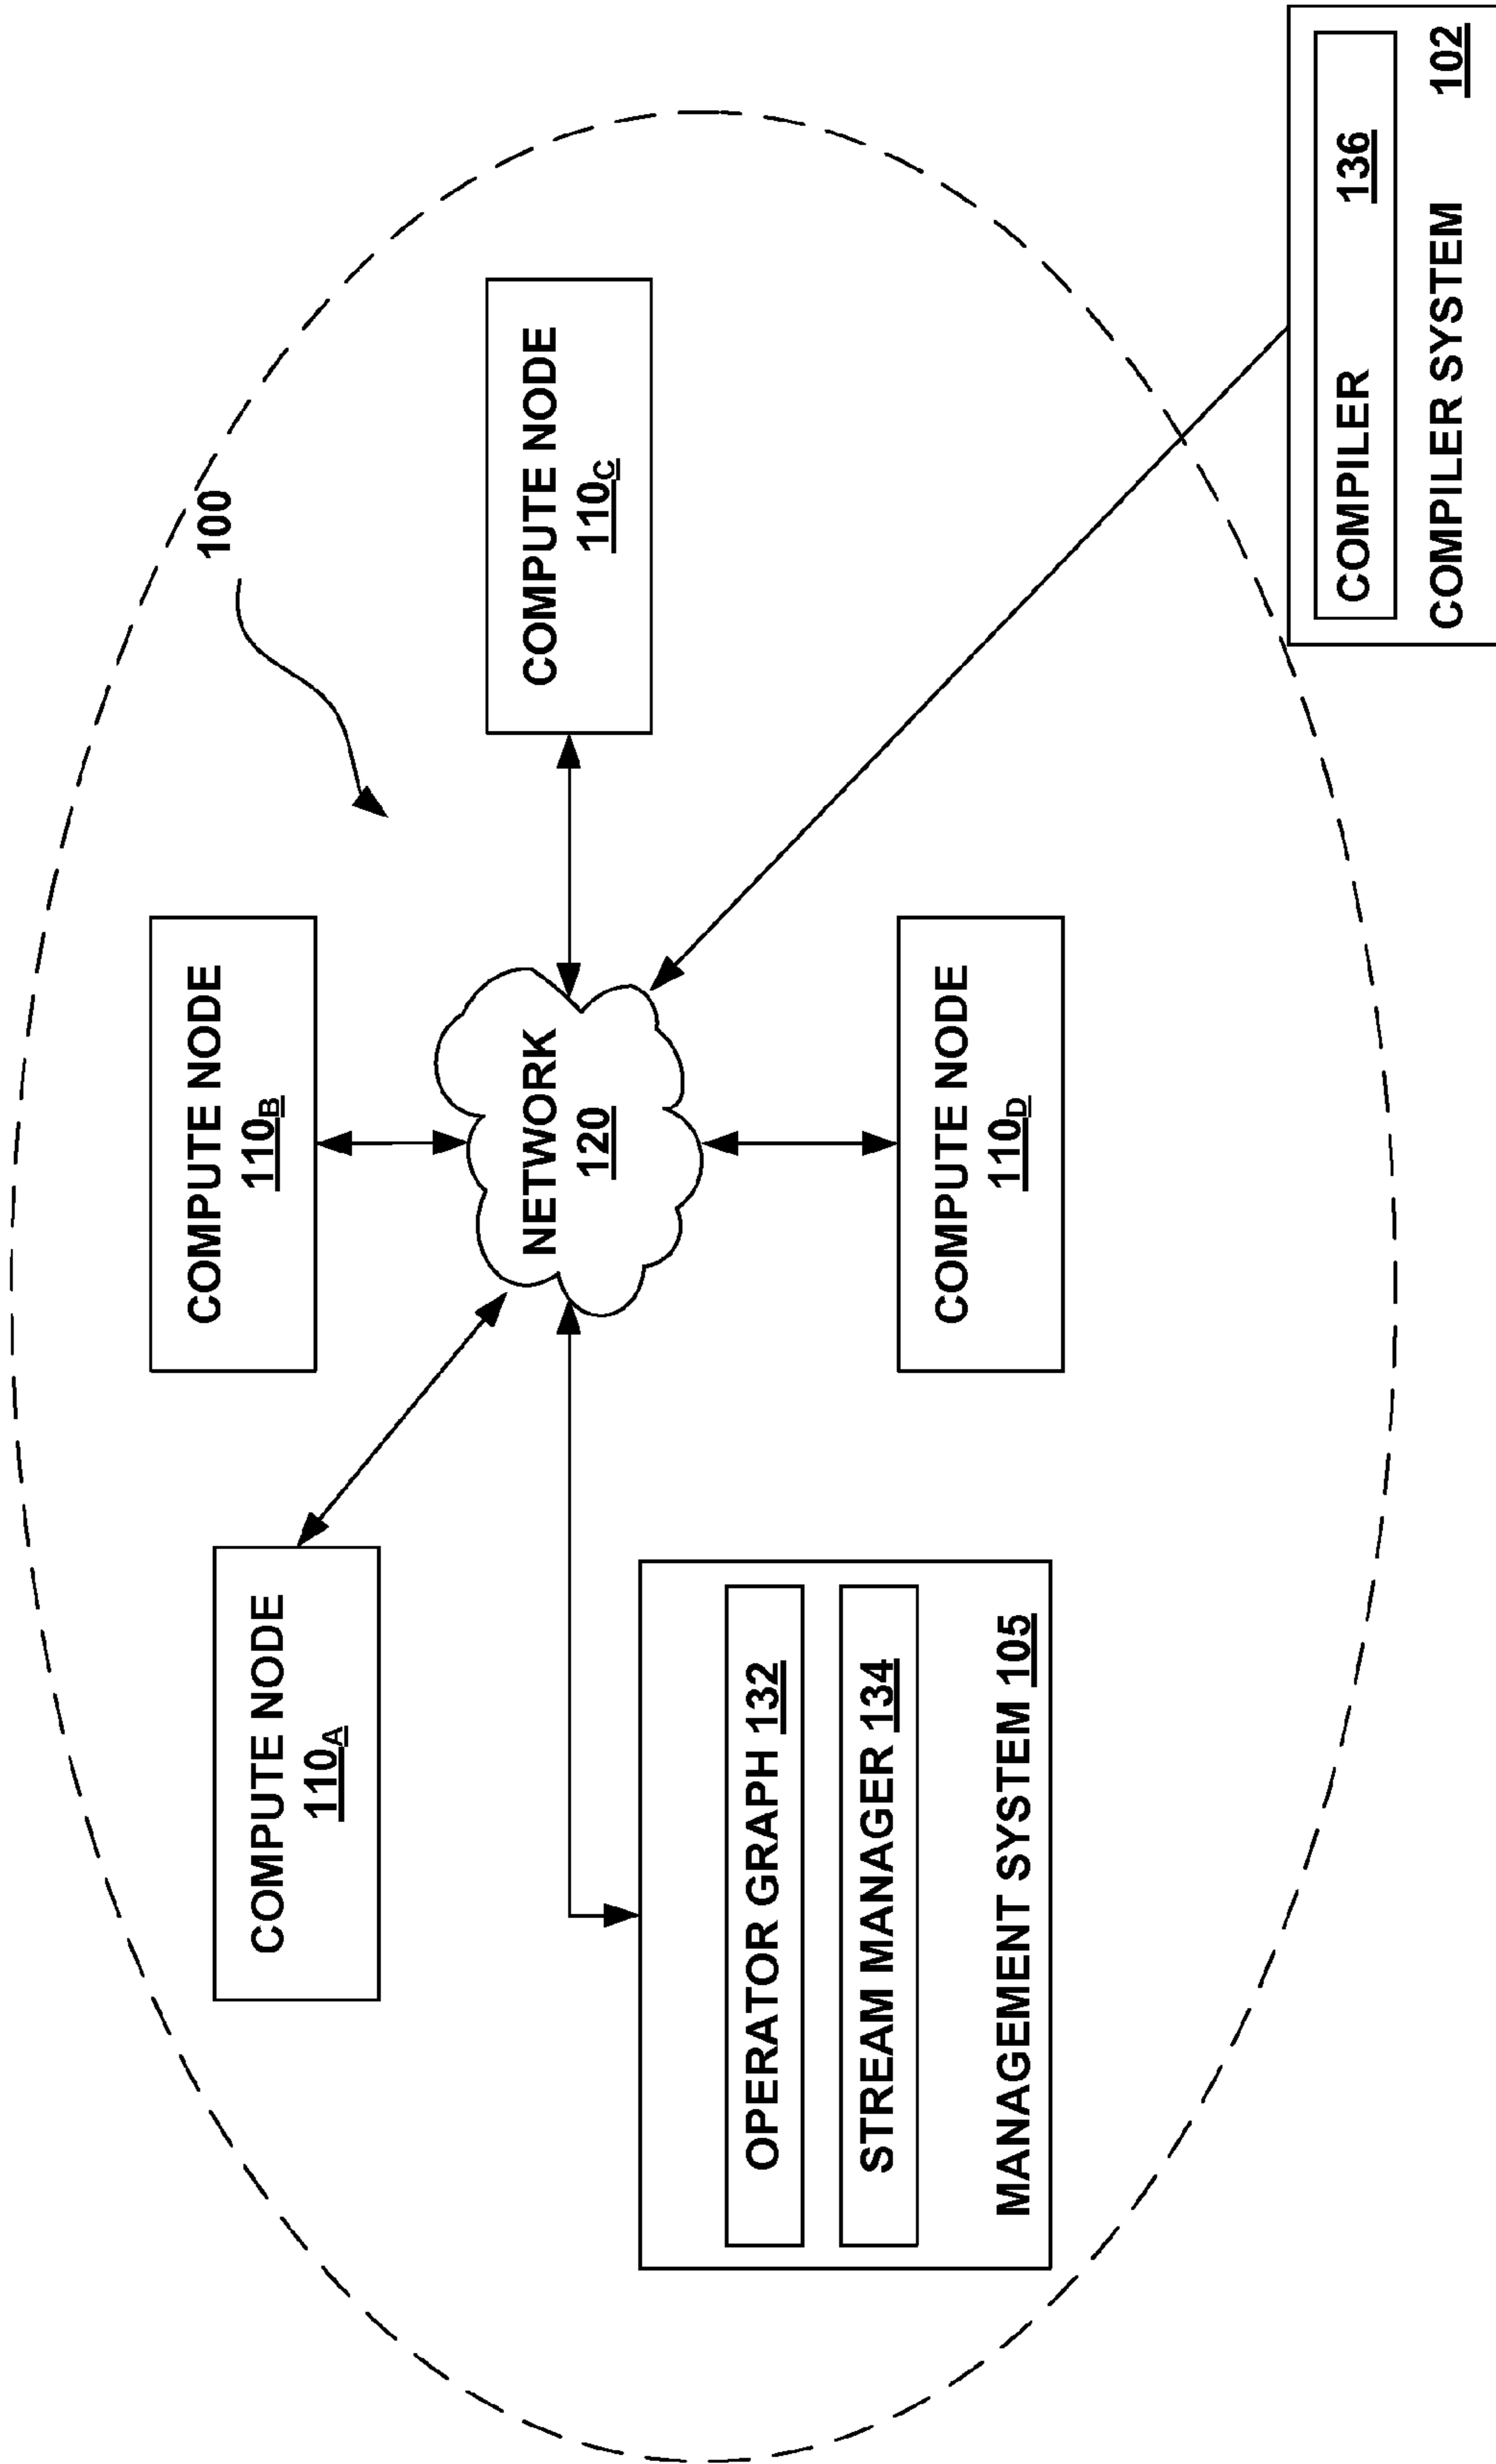 100
COMPUTE NODE
110A
COMPUTE NODE
110B
COMPUTE NODE
110C
NETWORK
120
OPERATOR GRAPH 132
STREAM MANAGER 134
MANAGEMENT SYSTEM 105
COMPUTE NODE
110D
COMPILER 136
COMPILER SYSTEM 102